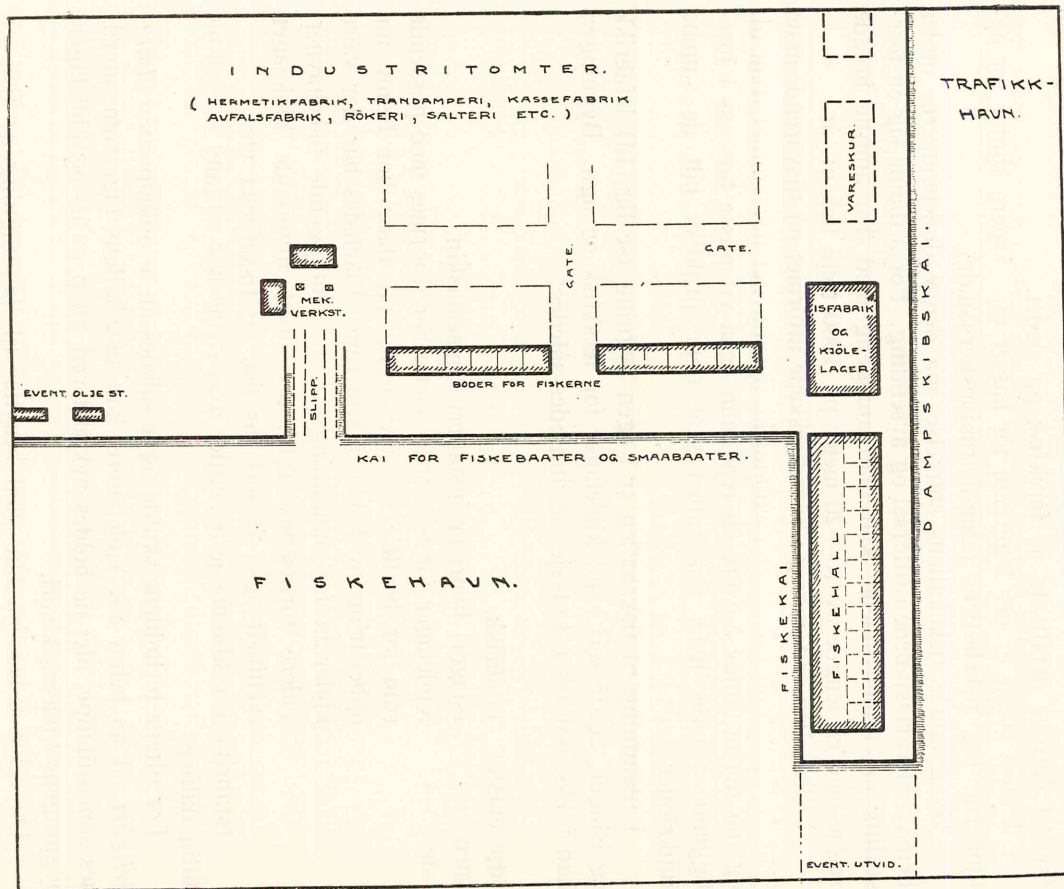 INDUSTRITOMTER.
( HERMETIKFABRIK, TRANDAMPERI, KASSEFABRIK
AVFALSFABRIK, RÖKERI, SALTERI ETC. )
TRAFIKK-
HAVN.
VARESKUR.
GATE.
GATE.
MEK.
VERKST.
SLIPP.
ISFABRIK
OG
KJÖLE-
LAGER
DAMPSKIBSKAI.
BODER FOR FISKERNE
EVENT. OLJE ST.
KAI FOR FISKEBAATER OG SMAABAATER.
FISKEHAVN.
FISKEKAI
FISKEHALL
EVENT. UTVID.